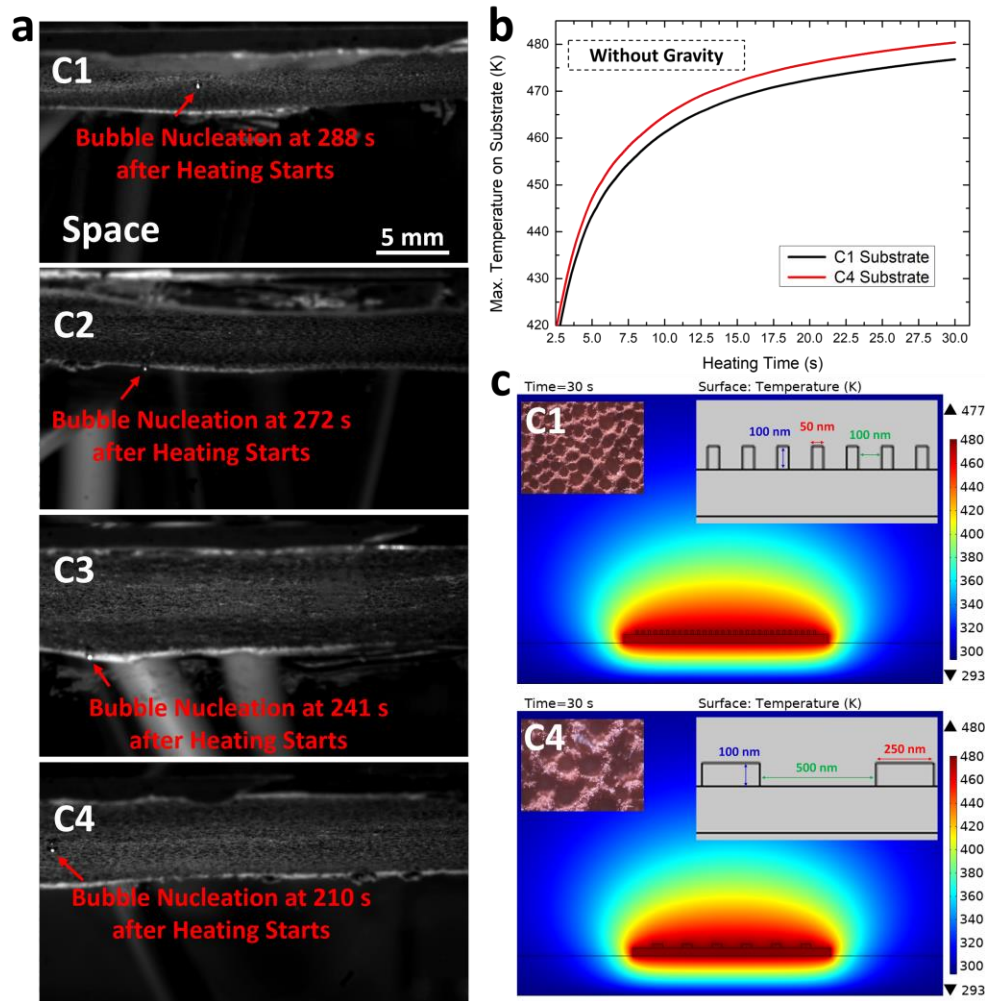 a
C1
Bubble Nucleation at 288 s
after Heating Starts
Space
5 mm
C2
Bubble Nucleation at 272 s
after Heating Starts
C3
Bubble Nucleation at 241 s
after Heating Starts
C4
Bubble Nucleation at 210 s
after Heating Starts
b
Without Gravity
Max. Temperature on Substrate (K)
480
470
460
450
440
430
420
C1 Substrate
C4 Substrate
2.5 5.0 7.5 10.0 12.5 15.0 17.5 20.0 22.5 25.0 27.5 30.0
Heating Time (s)
c
Time=30 s Surface: Temperature (K)
C1
100 nm 50 nm 100 nm
▲ 477
480
460
440
420
400
380
360
340
320
300
▼ 293
Time=30 s Surface: Temperature (K)
C4
100 nm 500 nm 250 nm
▲ 480
480
460
440
420
400
380
360
340
320
300
▼ 293